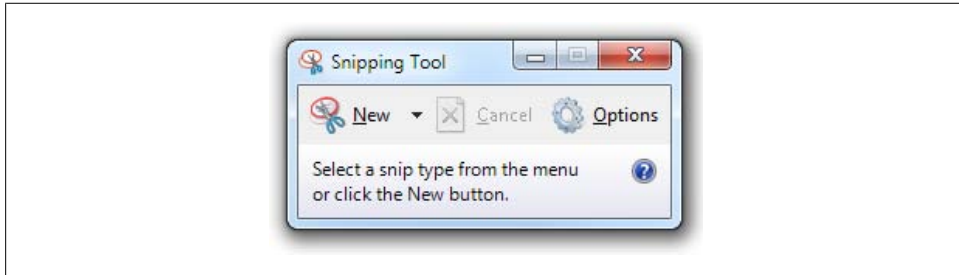 Snipping Tool
New Cancel Options
Select a snip type from the menu
or click the New button.